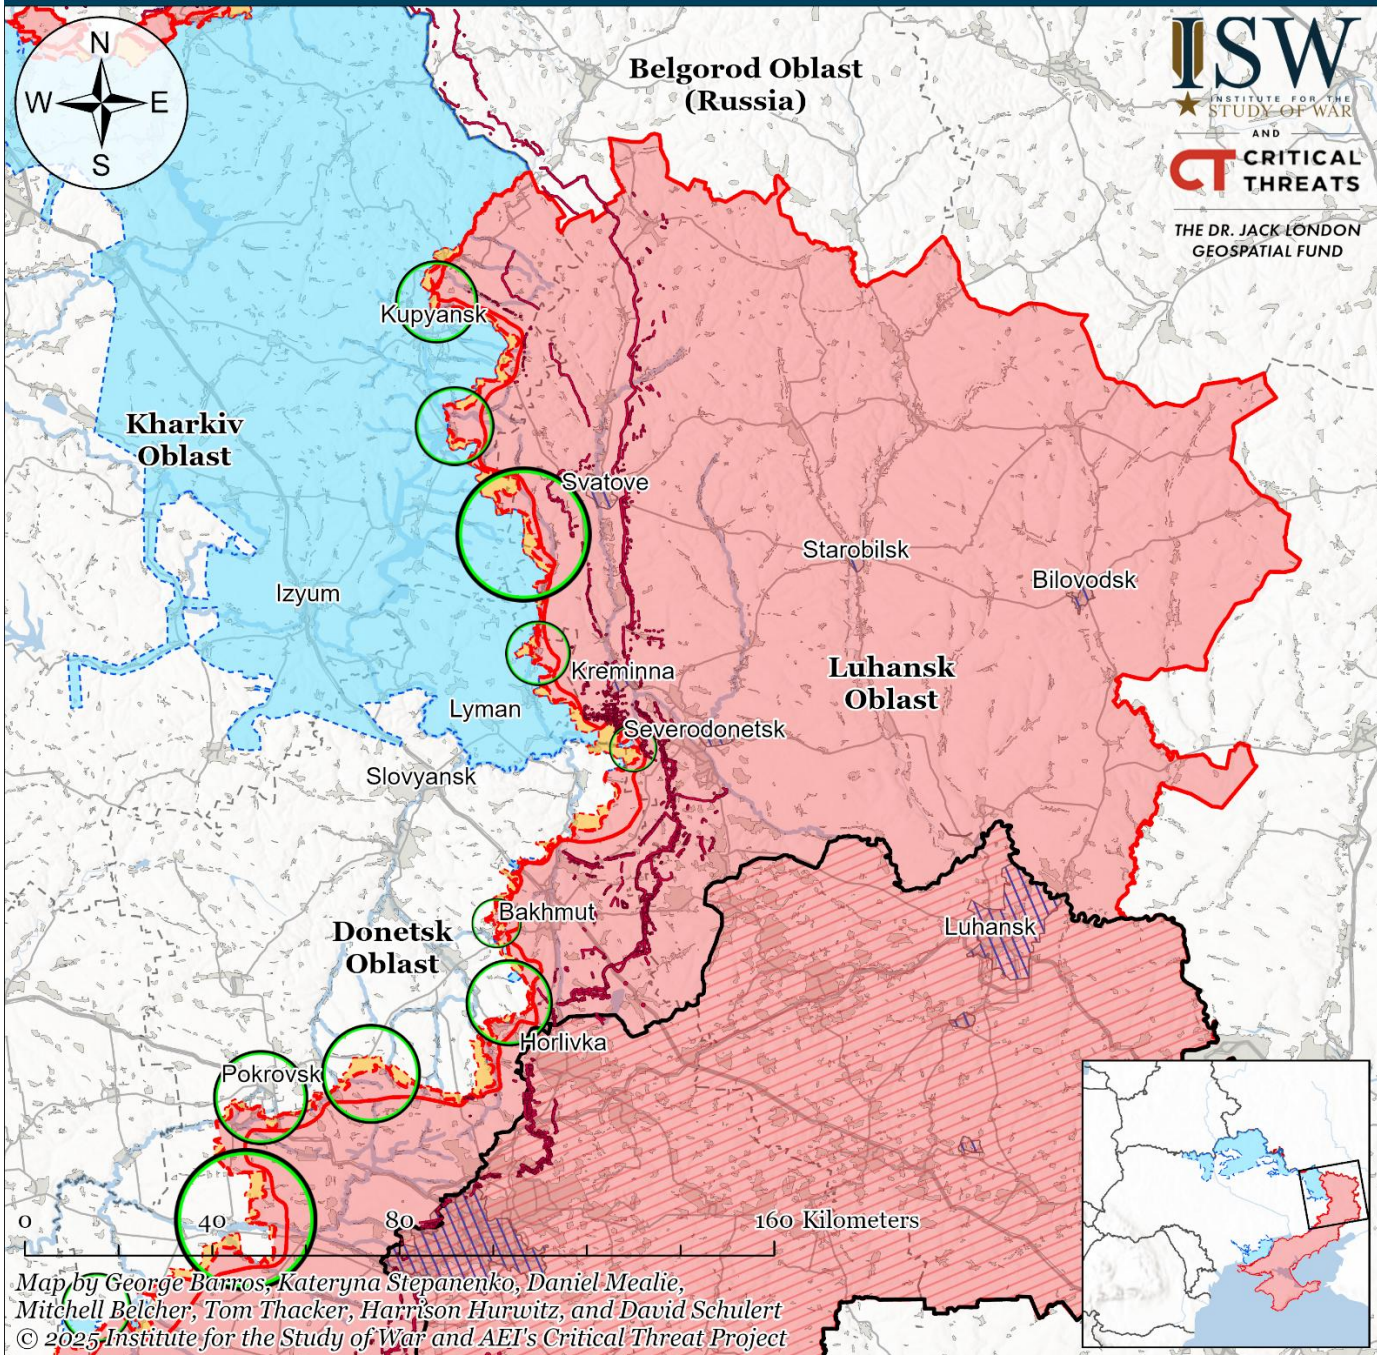 N
W E
S
Belgorod Oblast
(Russia)
ISW
INSTITUTE FOR THE
STUDY OF WAR
AND
CT CRITICAL
THREATS
THE DR. JACK LONDON
GEOSPATIAL FUND
Kupyansk
Kharkiv
Oblast
Svatove
Starobilsk
Bilovodsk
Izyum
Kreminna
Luhansk
Oblast
Lyman
Severodonetsk
Slovyansk
Bakhmut
Donetsk
Oblast
Luhansk
Horlivka
Pokrovsk
0 40 80 160 Kilometers
Map by George Barros, Kateryna Stepanenko, Daniel Mealie,
Mitchell Belcher, Tom Thacker, Harrison Hurwitz, and David Schulert
© 2025 Institute for the Study of War and AEI's Critical Threat Project